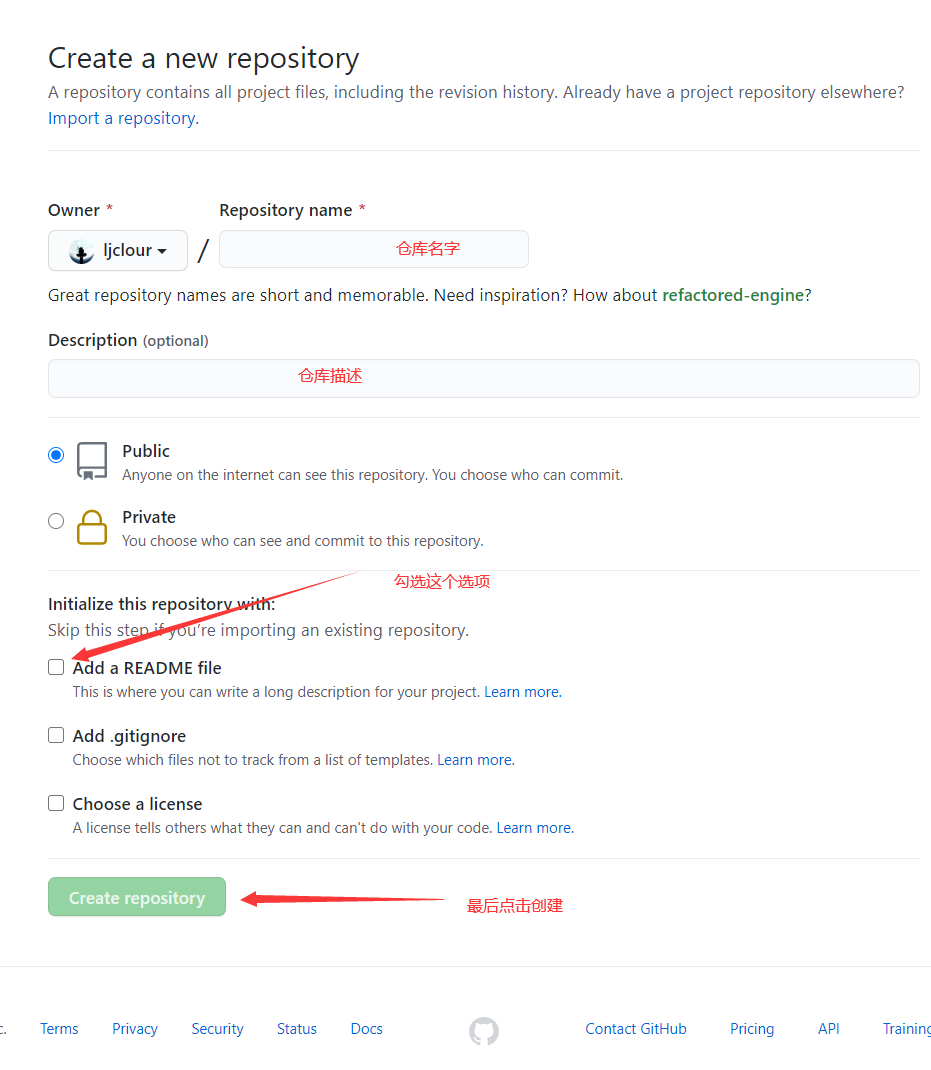 Create a new repository
A repository contains all project files, including the revision history. Already have a project repository elsewhere?
Import a repository.
Owner *
Repository name *
ljclour
/
仓库名字
Great repository names are short and memorable. Need inspiration? How about refactored-engine?
Description (optional)
仓库描述
Public
Anyone on the internet can see this repository. You choose who can commit.
Private
You choose who can see and commit to this repository.
勾选这个选项
Initialize this repository with:
Skip this step if you're importing an existing repository.
Add a README file
This is where you can write a long description for your project. Learn more.
Add .gitignore
Choose which files not to track from a list of templates. Learn more.
Choose a license
A license tells others what they can and can't do with your code. Learn more.
Create repository
最后点击创建
c. Terms Privacy Security Status Docs Contact GitHub Pricing API Training